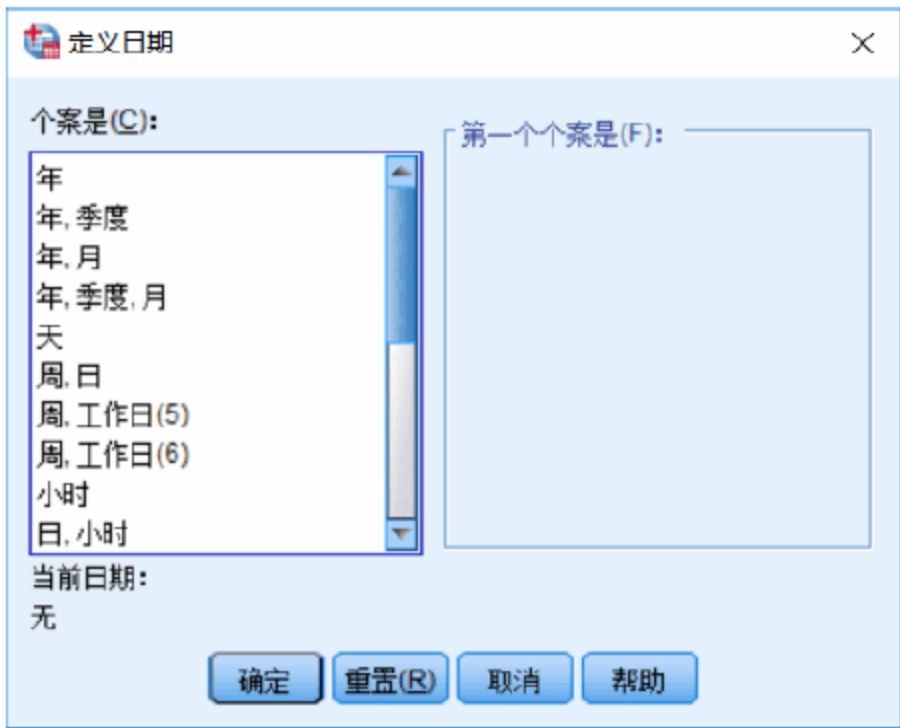 定义日期
个案是(C):
年
年, 季度
年, 月
年, 季度, 月
天
周, 日
周, 工作日(5)
周, 工作日(6)
小时
日, 小时
当前日期:
无
第一个个案是(F):
确定 重置(R) 取消 帮助